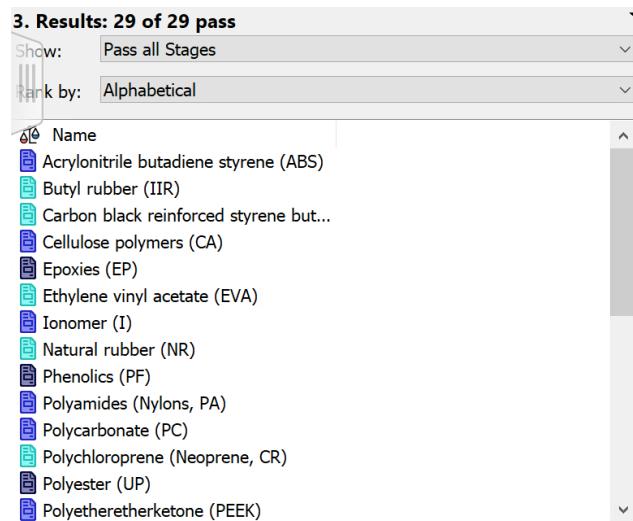 3. Results: 29 of 29 pass
Show: Pass all Stages
Rank by: Alphabetical
Name
Acrylonitrile butadiene styrene (ABS)
Butyl rubber (IIR)
Carbon black reinforced styrene but...
Cellulose polymers (CA)
Epoxies (EP)
Ethylene vinyl acetate (EVA)
Ionomer (I)
Natural rubber (NR)
Phenolics (PF)
Polyamides (Nylons, PA)
Polycarbonate (PC)
Polychloroprene (Neoprene, CR)
Polyester (UP)
Polyetheretherketone (PEEK)